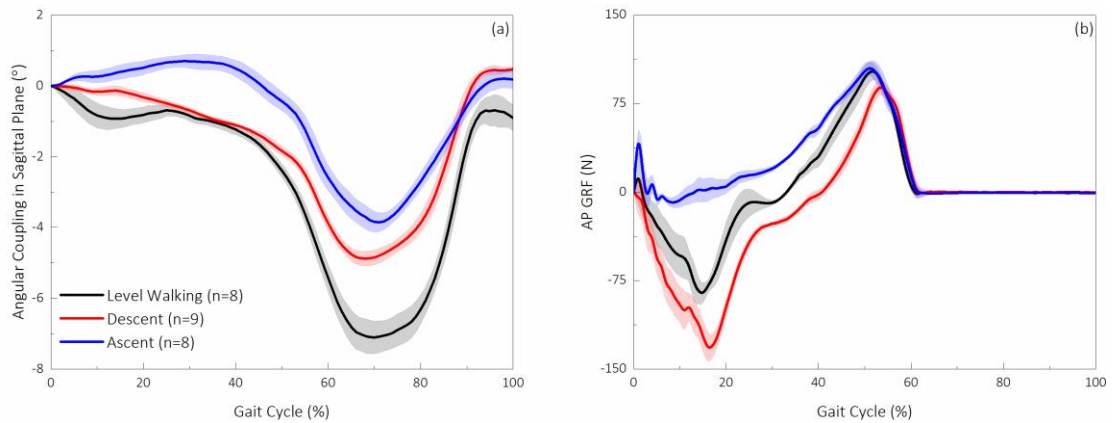 (a)
Angular Coupling in Sagittal Plane (°)
2
0
-2
-4
-6
-8
Level Walking (n=8)
Descent (n=9)
Ascent (n=8)
0 20 40 60 80 100
Gait Cycle (%)
(b)
AP GRF (N)
150
75
0
-75
-150
0 20 40 60 80 100
Gait Cycle (%)